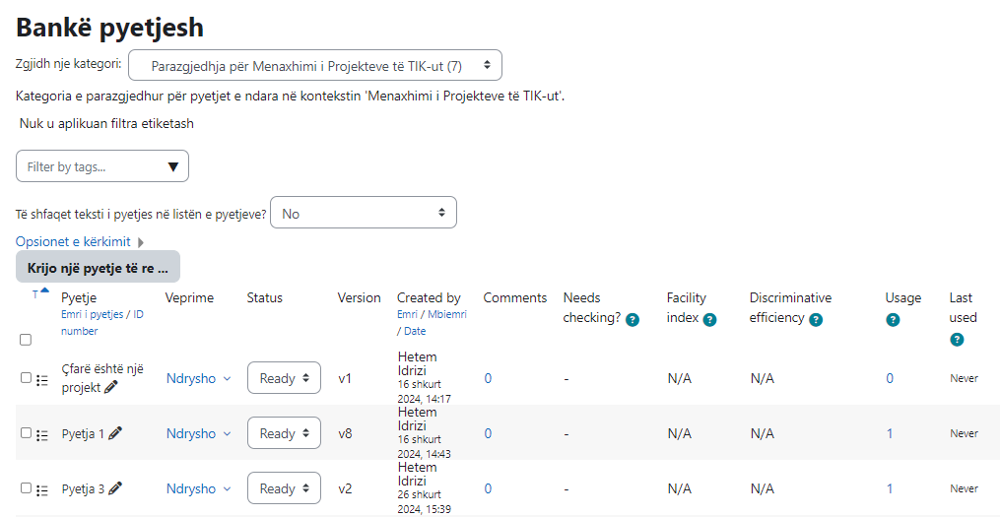 Bankë pyetjesh
Zgjidh nje kategori: Parazgjedhja për Menaxhimi i Projekteve të TIK-ut (7)
Kategoria e parazgjedhur për pyetjet e ndara në kontekstin 'Menaxhimi i Projekteve të TIK-ut'.
Nuk u aplikuan filtra etiketash
Filter by tags...
Të shfaqet teksti i pyetjes në listën e pyetjeve? No
Opsionet e kërkimit
Krijo një pyetje të re ...
T Pyetje Veprime Status Version Created by Comments Needs Facility Discriminative Usage Last
Emri i pyetjes / ID Emri / Mbiemri checking? ? index ? efficiency ? ? used
number / Date ?
Çfarë është një projekt Ndrysho Ready v1 Hetem Idrizi 16 shkurt 2024, 14:17 0 - N/A N/A 0 Never
Pyetja 1 Ndrysho Ready v8 Hetem Idrizi 16 shkurt 2024, 14:43 0 - N/A N/A 1 Never
Pyetja 3 Ndrysho Ready v2 Hetem Idrizi 26 shkurt 2024, 15:39 0 - N/A N/A 1 Never